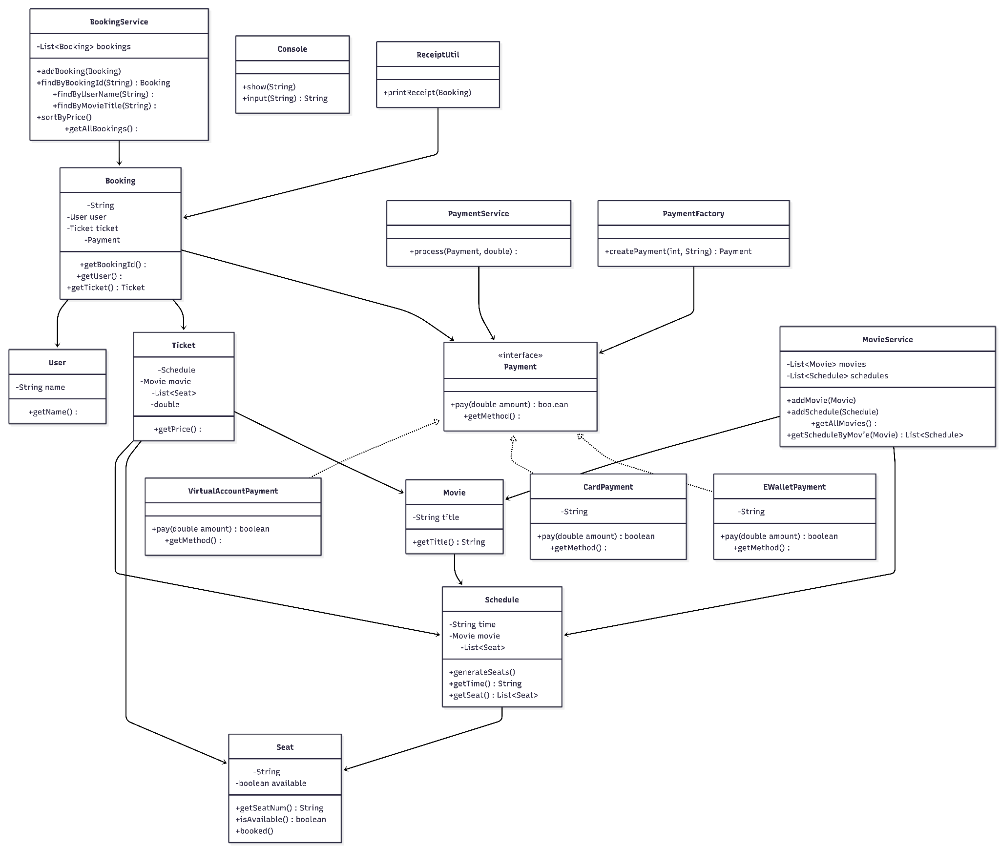 BookingService
-List<Booking> bookings
+addBooking(Booking)
+findByBookingId(String) : Booking
+findByUserName(String) :
+findByMovieTitle(String) :
+sortByPrice()
+getAllBookings() :
Console
+show(String)
+input(String) : String
ReceiptUtil
+printReceipt(Booking)
Booking
-String
-User user
-Ticket ticket
-Payment
+getBookingId() :
+getUser() :
+getTicket() : Ticket
PaymentService
+process(Payment, double) :
PaymentFactory
+createPayment(int, String) : Payment
User
-String name
+getName() :
Ticket
-Schedule
-Movie movie
-List<Seat>
-double
+getPrice() :
«interface»
Payment
+pay(double amount) : boolean
+getMethod() :
MovieService
-List<Movie> movies
-List<Schedule> schedules
+addMovie(Movie)
+addSchedule(Schedule)
+getAllMovies() :
+getScheduleByMovie(Movie) : List<Schedule>
VirtualAccountPayment
+pay(double amount) : boolean
+getMethod() :
Movie
-String title
+getTitle() : String
CardPayment
-String
+pay(double amount) : boolean
+getMethod() :
EWalletPayment
-String
+pay(double amount) : boolean
+getMethod() :
Schedule
-String time
-Movie movie
-List<Seat>
+generateSeats()
+getTime() : String
+getSeat() : List<Seat>
Seat
-String
-boolean available
+getSeatNum() : String
+isAvailable() : boolean
+booked()